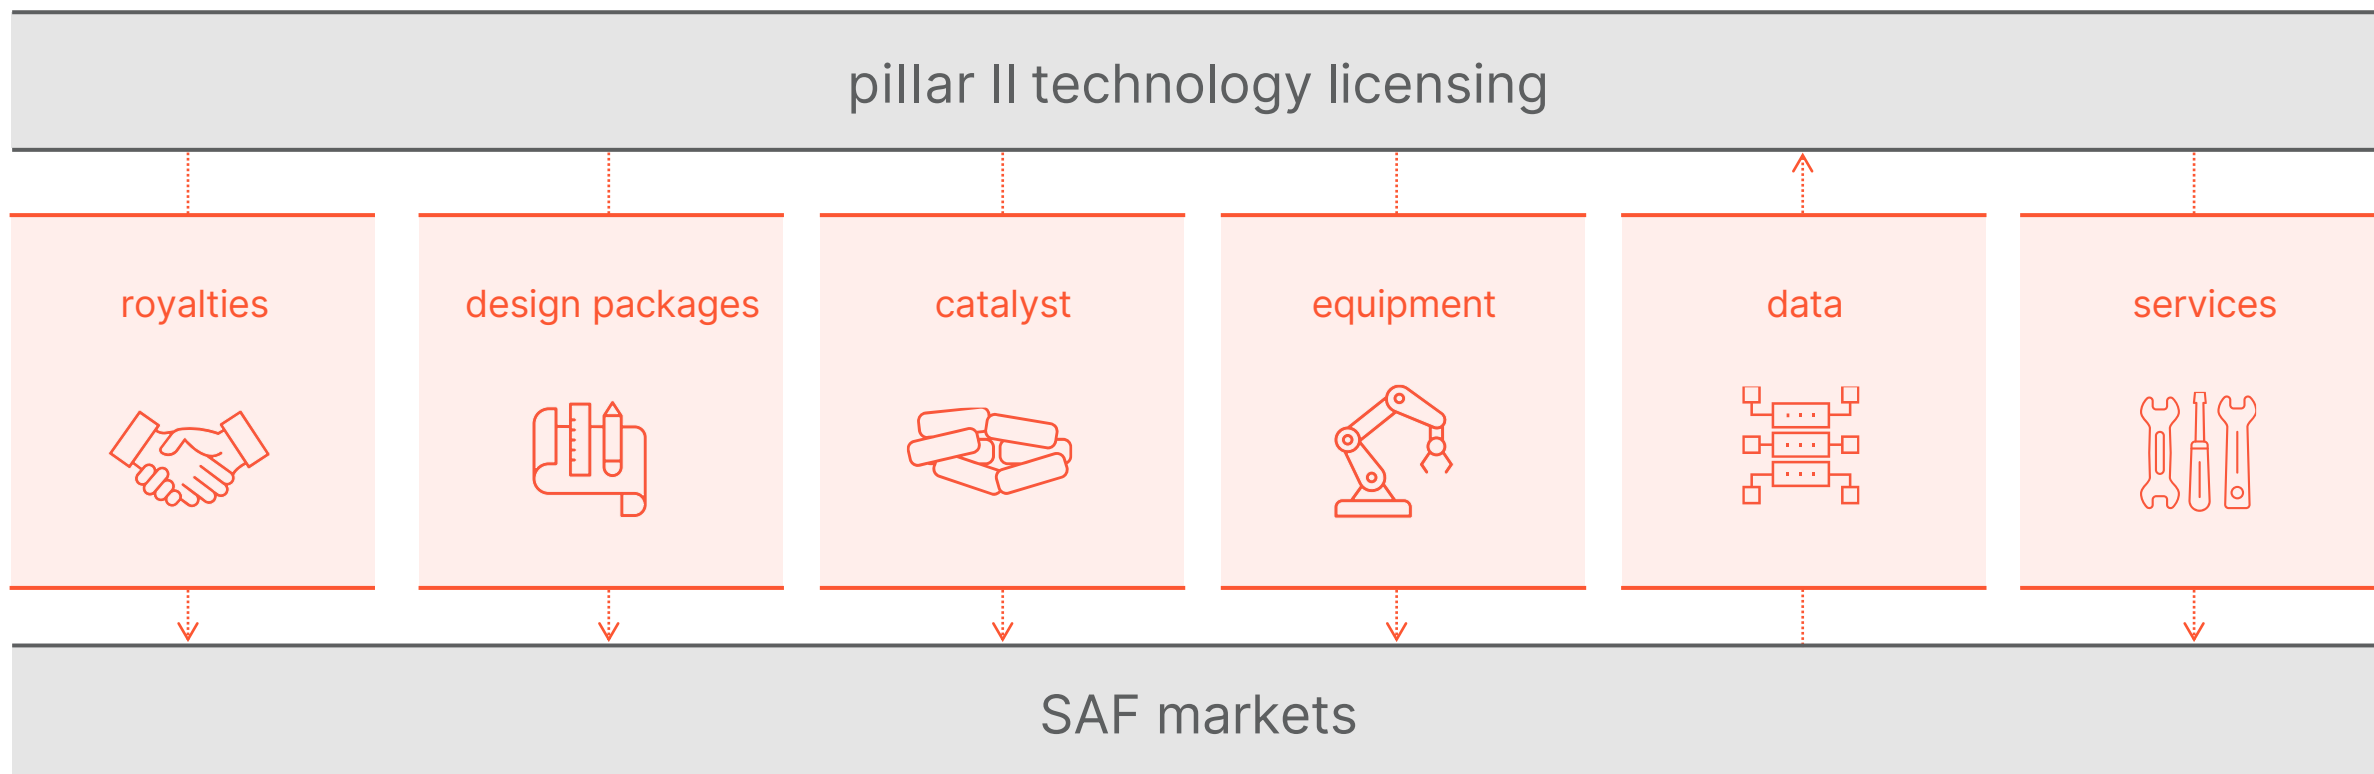 pillar II technology licensing
royalties
design packages
catalyst
equipment
data
services
SAF markets